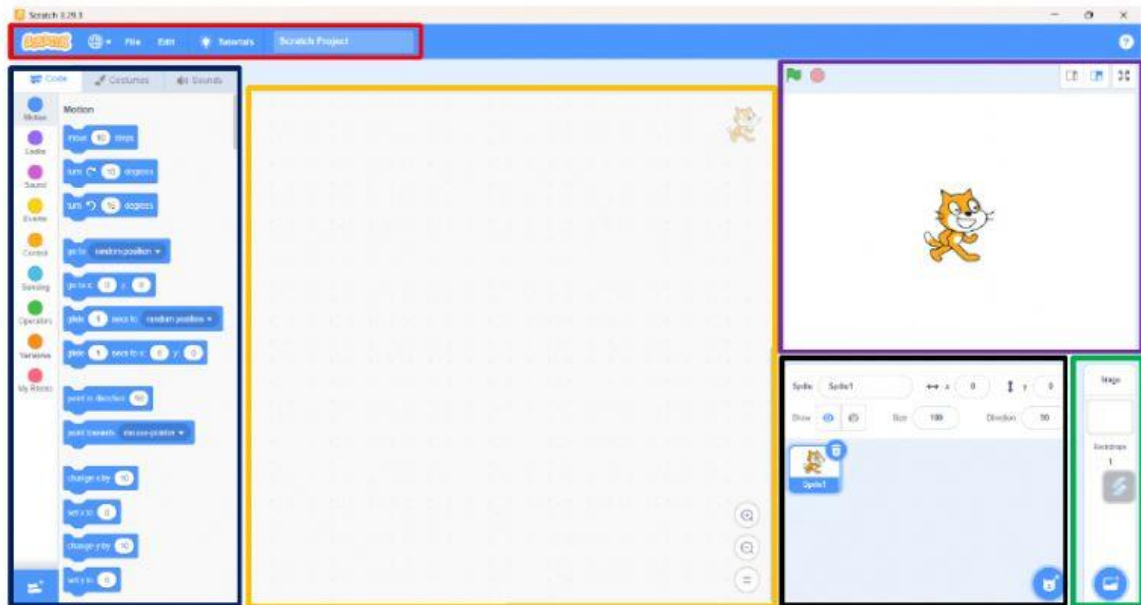 Scratch 3.29.1
SCRATCH File Edit Tutorials Scratch Project
Code Costumes Sounds
Motion
Looks
Sound
Events
Control
Sensing
Operators
Variables
My Blocks
Motion
move 10 steps
turn 15 degrees
turn 15 degrees
go to random position
go to x: 0 y: 0
glide 1 secs to random position
glide 1 secs to x: 0 y: 0
point in direction 90
point towards mouse-pointer
change x by 10
set x to 0
change y by 10
set y to 0
Sprite Sprite1 x 0 y 0
Show Size 100 Direction 90
Sprite1
Stage
Backdrops
1